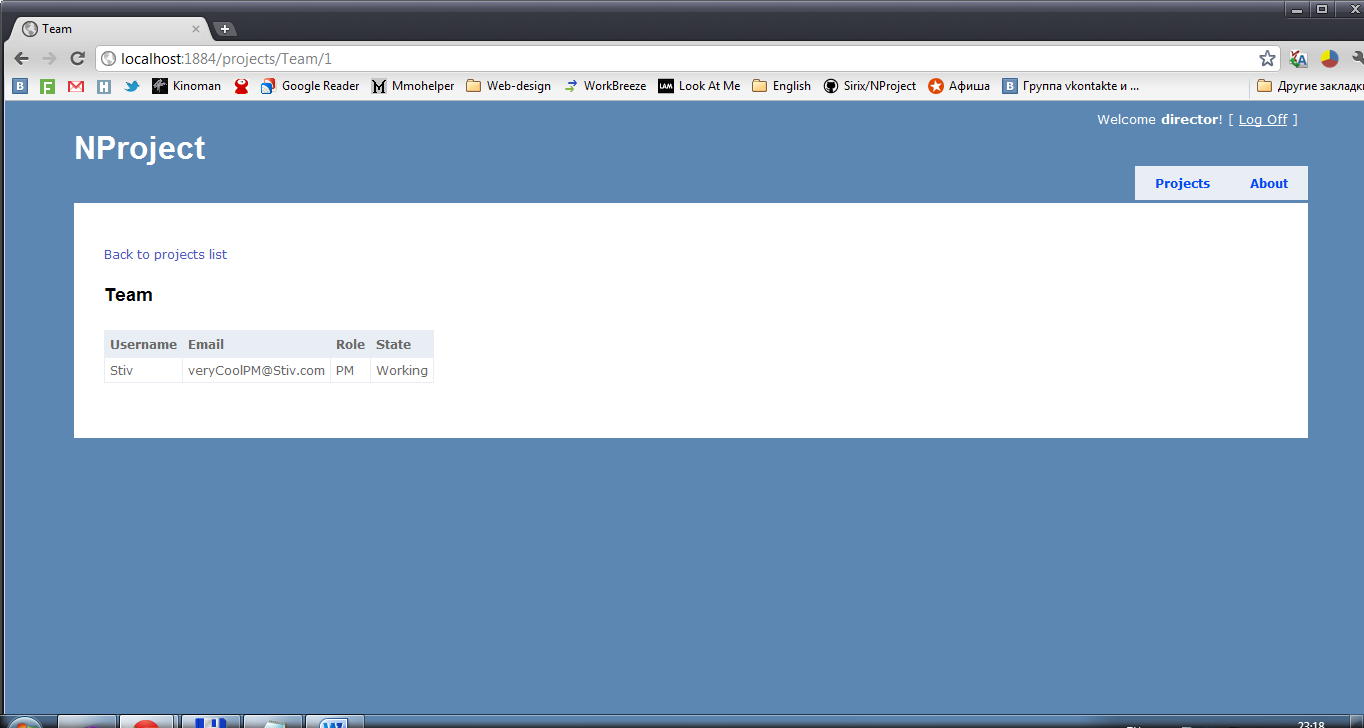 Team
localhost:1884/projects/Team/1
Kinoman Google Reader Mmohelper Web-design WorkBreeze LAM Look At Me English Sirix/NProject Афиша Группа vkontakte и ... Другие закладки
Welcome director! [ Log Off ]
NProject
Projects About
Back to projects list
Team
Username Email Role State
Stiv veryCoolPM@Stiv.com PM Working
23:18